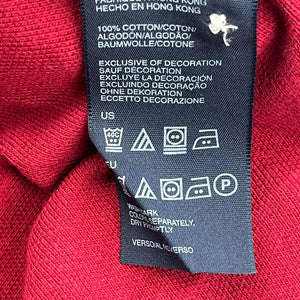 HECHO EN HONG KONG
100% COTTON/COTON/
ALGODÓN/ALGODÃO/
BAUMWOLLE/COTONE
EXCLUSIVE OF DECORATION
SAUF DÉCORATION
EXCLUYE LA DECORACIÓN
EXCLUINDO DECORAÇÃO
OHNE DEKORATION
ECCETTO DECORAZIONE
US
40C
EU
P
COLORS SEPARATELY,
DRY PROMPTLY
VERSO/AL REVERSO